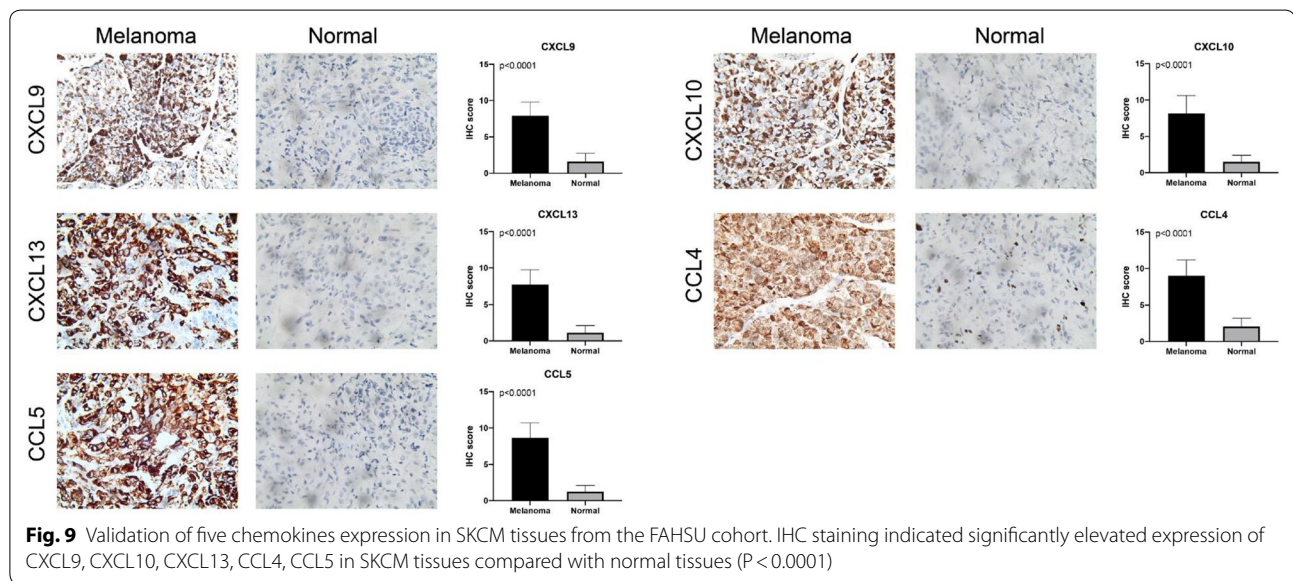 Melanoma
Normal
CXCL9
CXCL9
p<0.0001
IHC score
15
10
5
0
Melanoma
Normal
Melanoma
Normal
CXCL10
CXCL10
p<0.0001
IHC score
15
10
5
0
Melanoma
Normal
CXCL13
CXCL13
p<0.0001
IHC score
15
10
5
0
Melanoma
Normal
CCL4
CCL4
p<0.0001
IHC score
15
10
5
0
Melanoma
Normal
CCL5
CCL5
p<0.0001
IHC score
15
10
5
0
Melanoma
Normal
Fig. 9 Validation of five chemokines expression in SKCM tissues from the FAHSU cohort. IHC staining indicated significantly elevated expression of
CXCL9, CXCL10, CXCL13, CCL4, CCL5 in SKCM tissues compared with normal tissues (P < 0.0001)